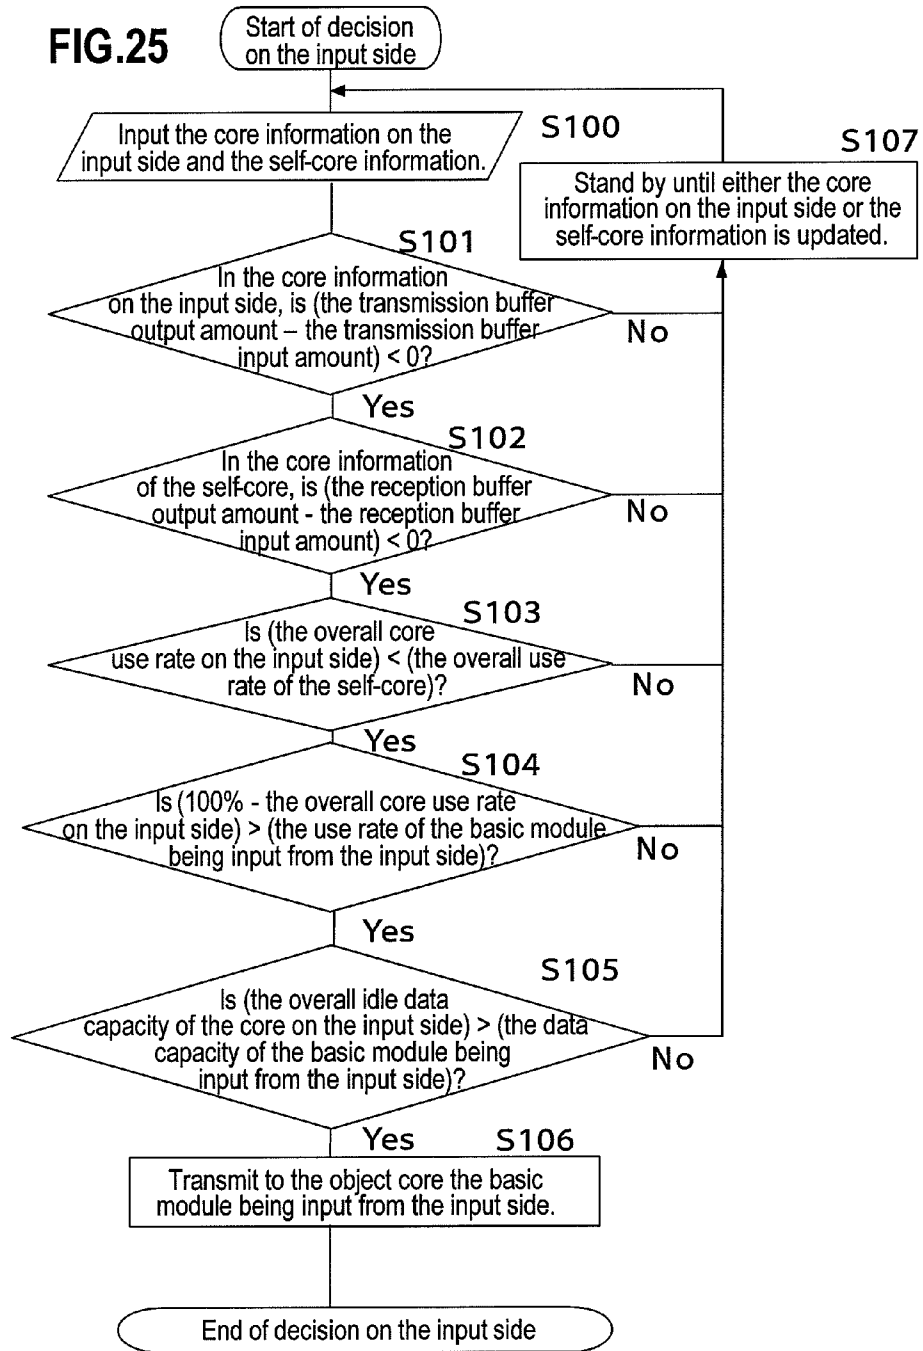 FIG.25
Start of decision
on the input side
Input the core information on the
input side and the self-core information.
S100
S107
Stand by until either the core
information on the input side or the
self-core information is updated.
S101
In the core information
on the input side, is (the transmission buffer
output amount – the transmission buffer
input amount) < 0?
No
Yes
S102
In the core information
of the self-core, is (the reception buffer
output amount - the reception buffer
input amount) < 0?
No
Yes
S103
Is (the overall core
use rate on the input side) < (the overall use
rate of the self-core)?
No
Yes
S104
Is (100% - the overall core use rate
on the input side) > (the use rate of the basic module
being input from the input side)?
No
Yes
S105
Is (the overall idle data
capacity of the core on the input side) > (the data
capacity of the basic module being
input from the input side)?
No
Yes
S106
Transmit to the object core the basic
module being input from the input side.
End of decision on the input side